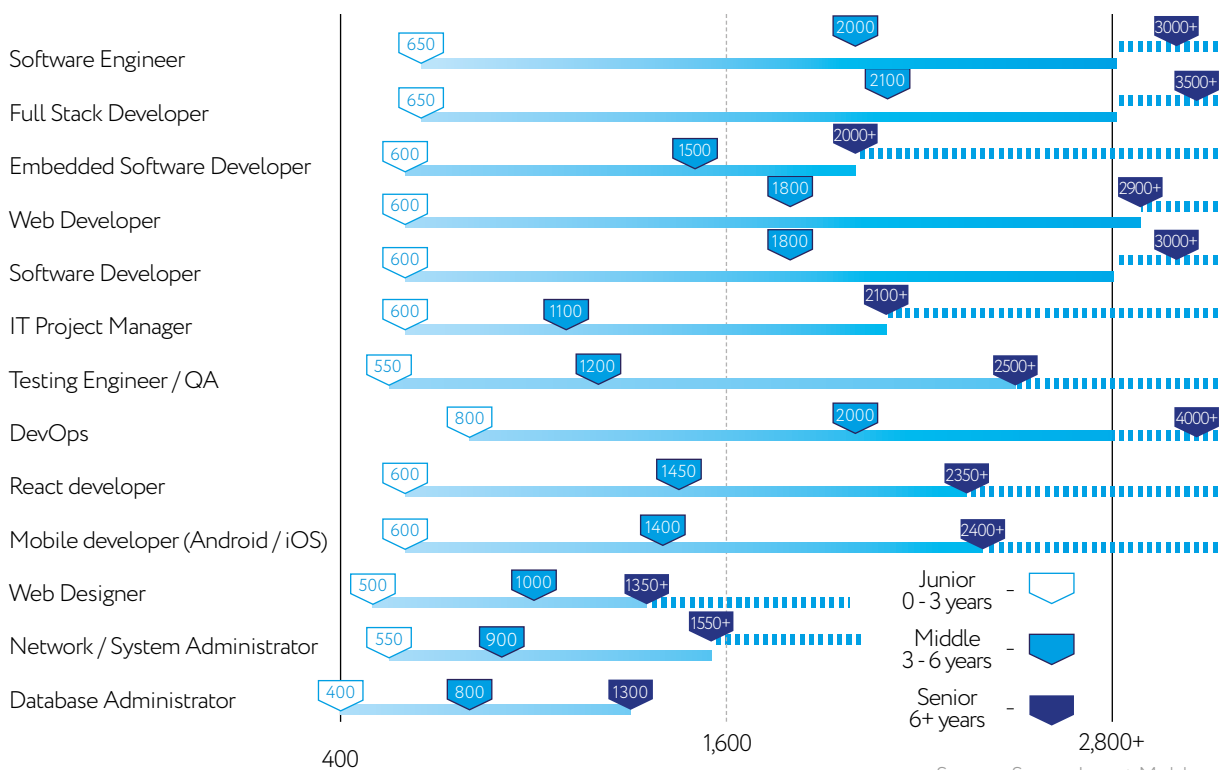 2000 3000+
650
Software Engineer
2100 3500+
650
Full Stack Developer
2000+
1500
600
Embedded Software Developer
1800 2900+
600
Web Developer
1800 3000+
600
Software Developer
2100+
600 1100
IT Project Manager
550 1200 2500+
Testing Engineer / QA
800 2000 4000+
DevOps
600 1450 2350+
React developer
600 1400 2400+
Mobile developer (Android / iOS)
500 1000 1350+
Web Designer
1550+
550 900
Network / System Administrator
400 800 1300
Database Administrator
Junior
0 - 3 years -
Middle
3 - 6 years -
Senior
6+ years -
400 1,600 2,800+